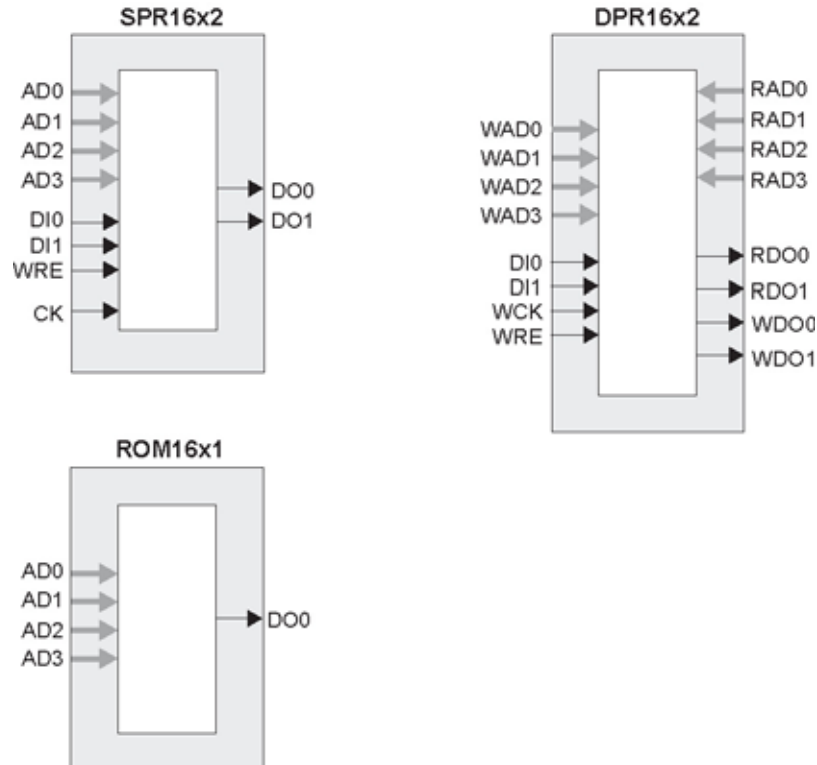 SPR16x2
AD0
AD1
AD2
AD3
DI0
DI1
WRE
CK
DO0
DO1
DPR16x2
WAD0
WAD1
WAD2
WAD3
DI0
DI1
WCK
WRE
RAD0
RAD1
RAD2
RAD3
RDO0
RDO1
WDO0
WDO1
ROM16x1
AD0
AD1
AD2
AD3
DO0